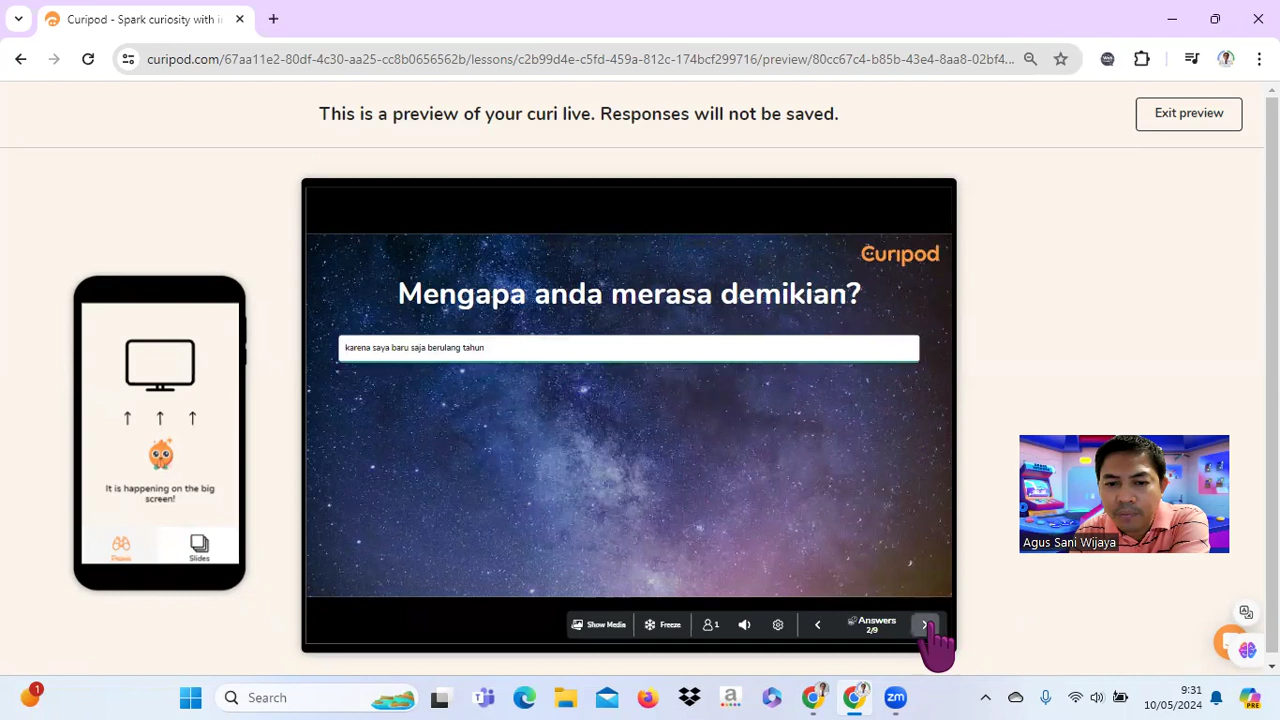 Curipod - Spark curiosity with i
curipod.com/67aa11e2-80df-4c30-aa25-cc8b0656562b/lessons/c2b99d4e-c5fd-459a-812c-174bcf299716/preview/80cc67c4-b85b-43e4-8aa8-02bf4...
This is a preview of your curi live. Responses will not be saved.
Exit preview
Curipod
Mengapa anda merasa demikian?
karena saya baru saja berulang tahun
It is happening on the big
screen!
Slides
Show Media
Freeze
1
Answers
2/9
Agus Sani Wijaya
1
Search
9:31
10/05/2024
PRE